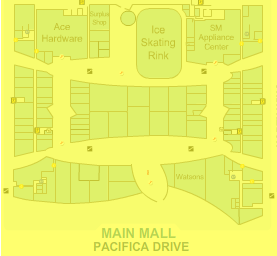 Ace
Hardware
Surplus
Shop
Ice
Skating
Rink
SM
Appliance
Center
Watsons
MAIN MALL
PACIFICA DRIVE